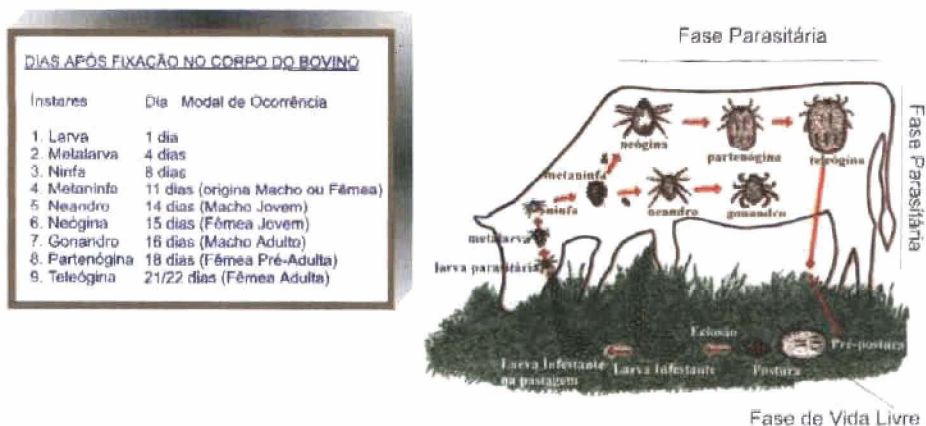 DIAS APÓS FIXAÇÃO NO CORPO DO BOVINO
Ínstares Dia Modal de Ocorrência
1. Larva 1 dia
2. Metalarva 4 dias
3. Ninfa 8 dias
4. Metaninfa 11 dias (origina Macho ou Fêmea)
5 Neandro 14 dias (Macho Jovem)
6. Neógina 15 dias (Fêmea Jovem)
7. Gonandro 16 dias (Macho Adulto)
8. Partenógina 18 dias (Fêmea Pré-Adulta)
9. Teleógina 21/22 dias (Fêmea Adulta)
Fase Parasitária
Fase Parasitária
neógina
partenógina
teleógina
metaninfa
ninfa
neandro
gonandro
metalarva
larva parasitária
Eclosão
Pré-postura
Larva Infestante
na pastagem
Larva Infestante
Postura
Fase de Vida Livre